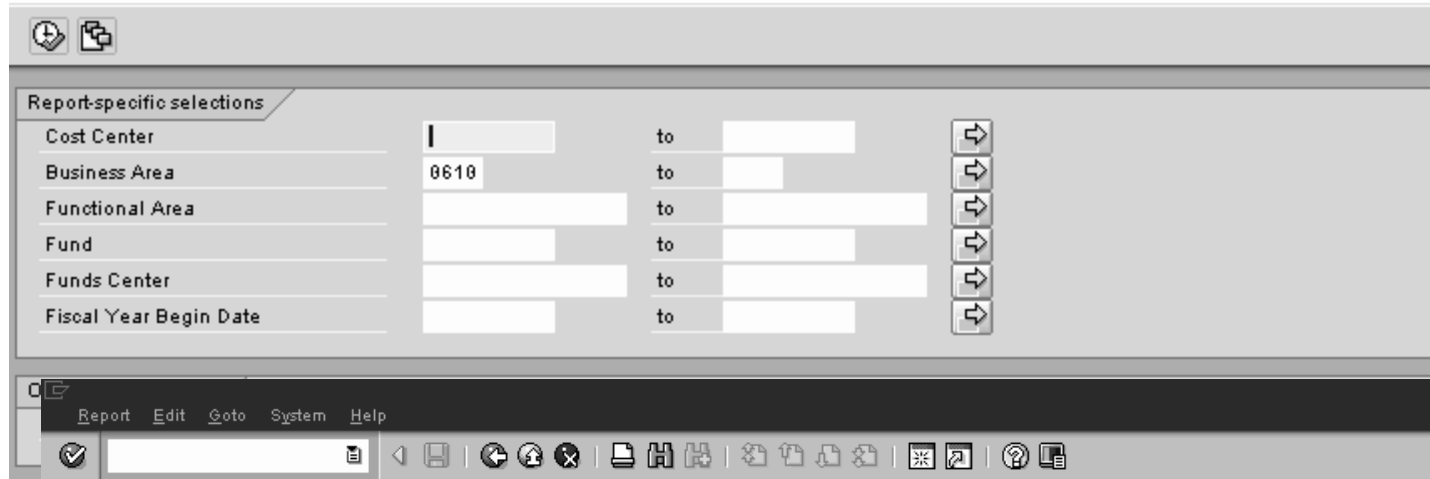 Report-specific selections
Cost Center to
Business Area 0610 to
Functional Area to
Fund to
Funds Center to
Fiscal Year Begin Date to
Report Edit Goto System Help